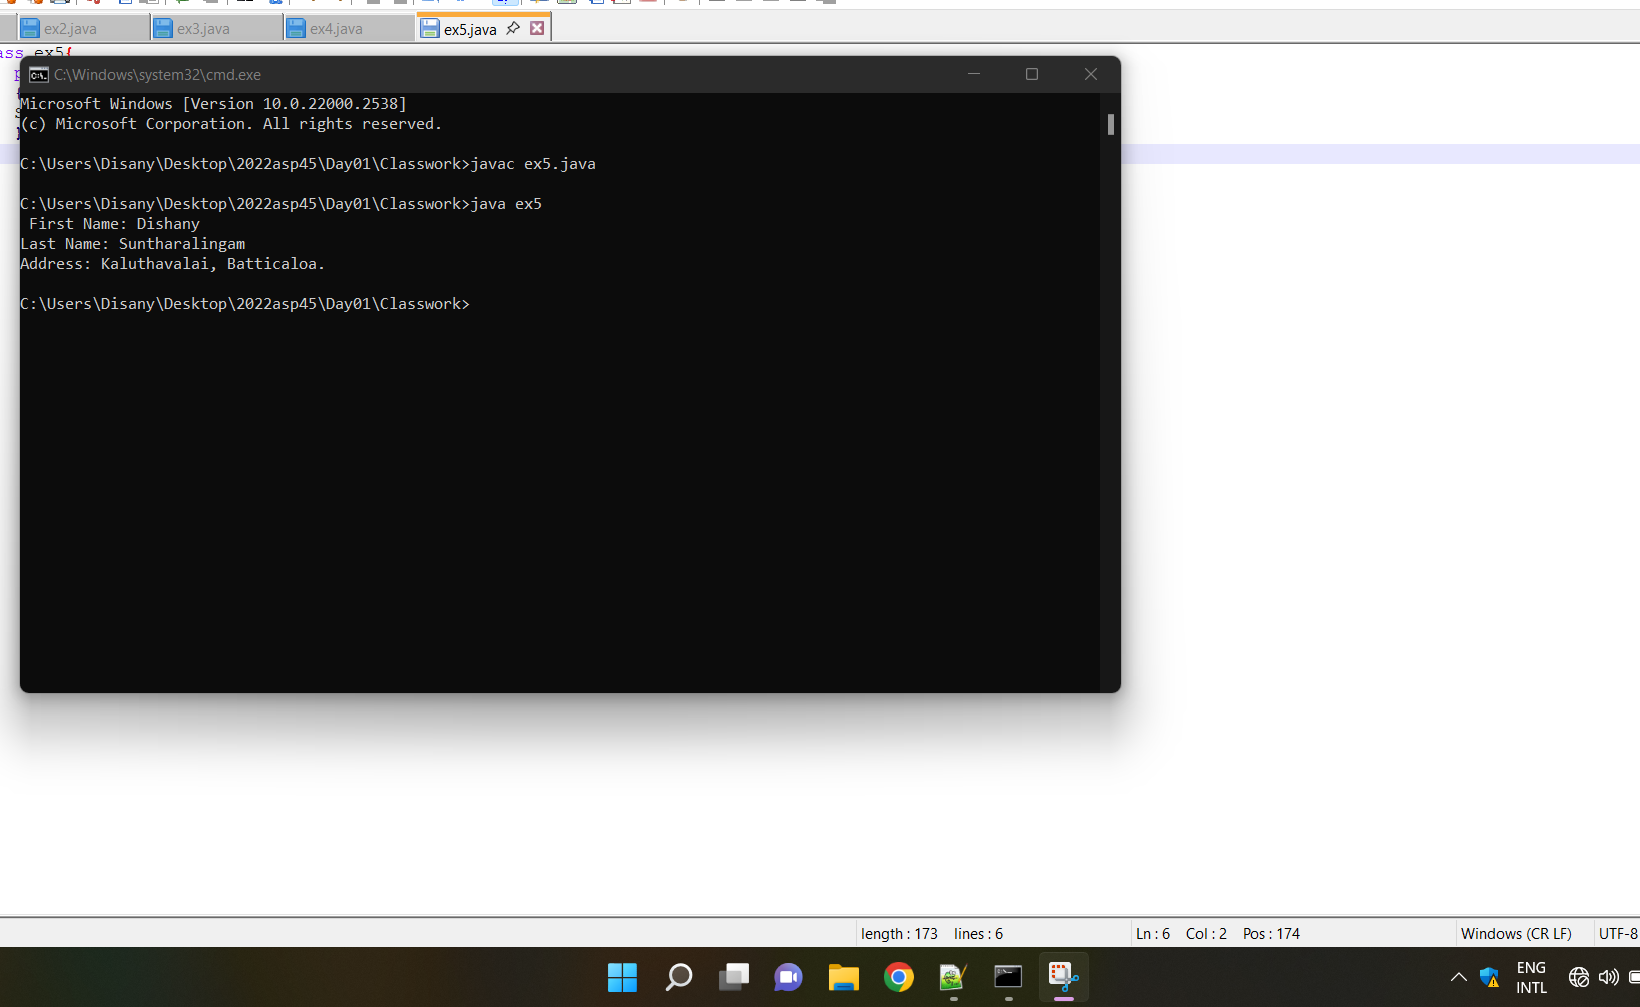 ex2.java ex3.java ex4.java ex5.java
ass ex5{
C:\Windows\system32\cmd.exe
Microsoft Windows [Version 10.0.22000.2538]
(c) Microsoft Corporation. All rights reserved.
C:\Users\Disany\Desktop\2022asp45\Day01\Classwork>javac ex5.java
C:\Users\Disany\Desktop\2022asp45\Day01\Classwork>java ex5
First Name: Dishany
Last Name: Suntharalingam
Address: Kaluthavalai, Batticaloa.
C:\Users\Disany\Desktop\2022asp45\Day01\Classwork>
length : 173 lines : 6 Ln : 6 Col : 2 Pos : 174 Windows (CR LF) UTF-8
ENG
INTL